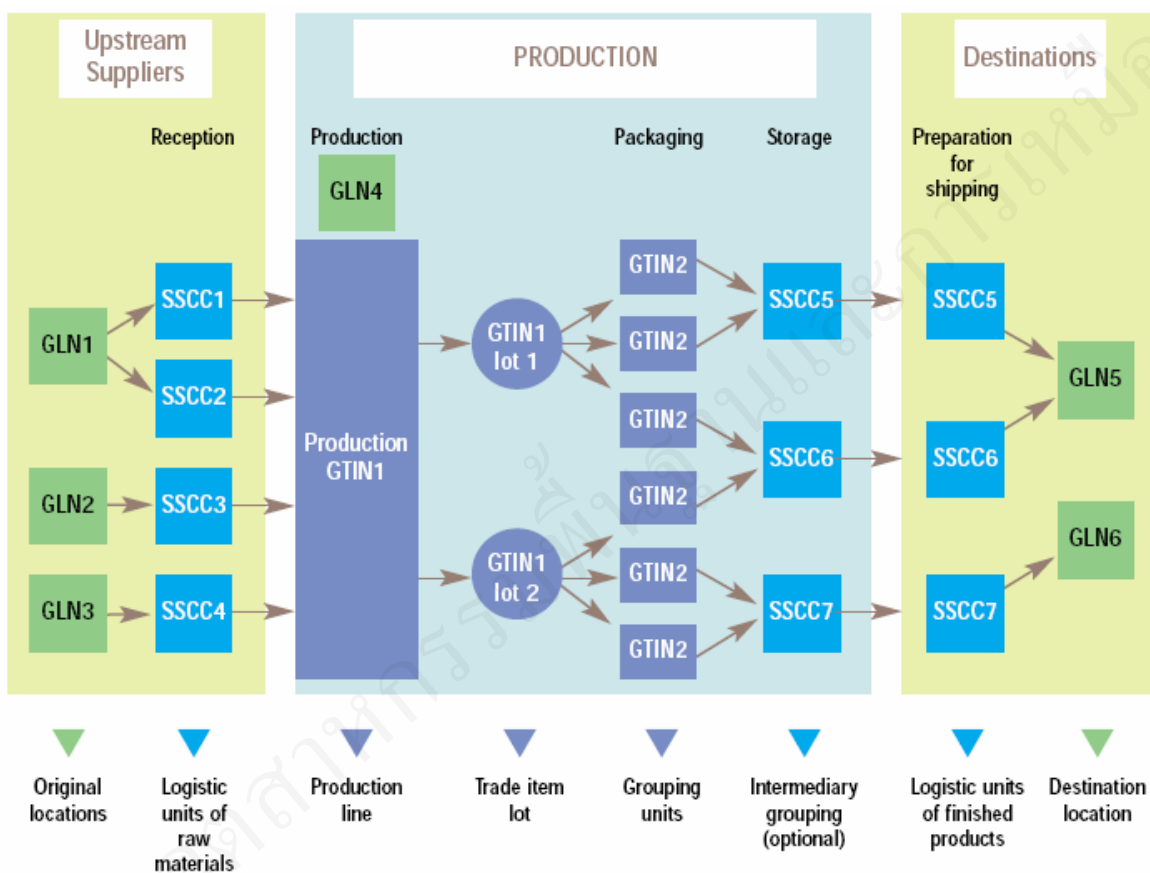 Upstream
Suppliers
PRODUCTION
Destinations
Reception
Production
Packaging
Storage
Preparation
for
shipping
GLN4
GTIN2
SSCC1
SSCC5
SSCC5
GLN1
GTIN1
lot 1
GTIN2
GLN5
SSCC2
GTIN2
Production
GTIN1
SSCC6
SSCC6
GLN2
SSCC3
GTIN2
GLN6
GTIN1
lot 2
GTIN2
GLN3
SSCC4
SSCC7
SSCC7
GTIN2
Original
locations
Logistic
units of
raw
materials
Production
line
Trade item
lot
Grouping
units
Intermediary
grouping
(optional)
Logistic units
of finished
products
Destination
location